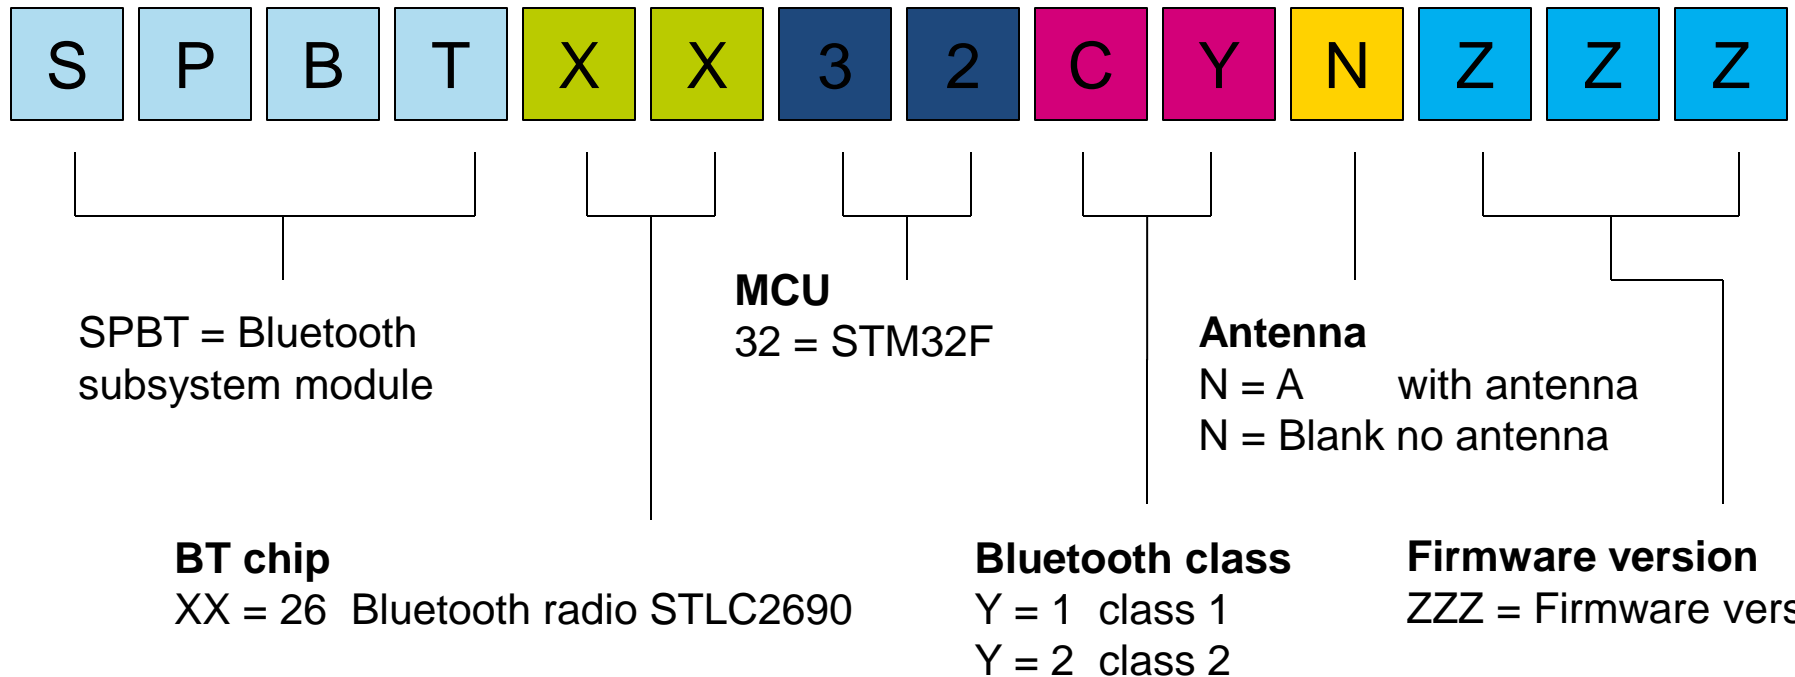 S P B T X X 3 2 C Y N Z Z Z
SPBT = Bluetooth
subsystem module
MCU
32 = STM32F
Antenna
N = A with antenna
N = Blank no antenna
BT chip
XX = 26 Bluetooth radio STLC2690
Bluetooth class
Y = 1 class 1
Y = 2 class 2
Firmware version
ZZZ = Firmware